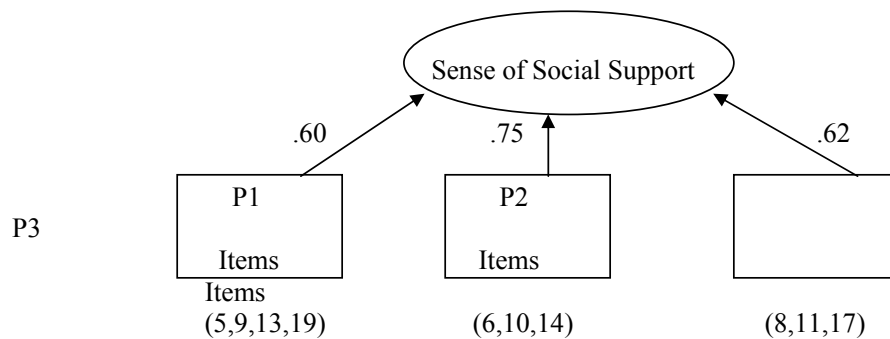 Sense of Social Support
.60 .75 .62
P1 P2
P3
Items Items
Items
(5,9,13,19) (6,10,14) (8,11,17)